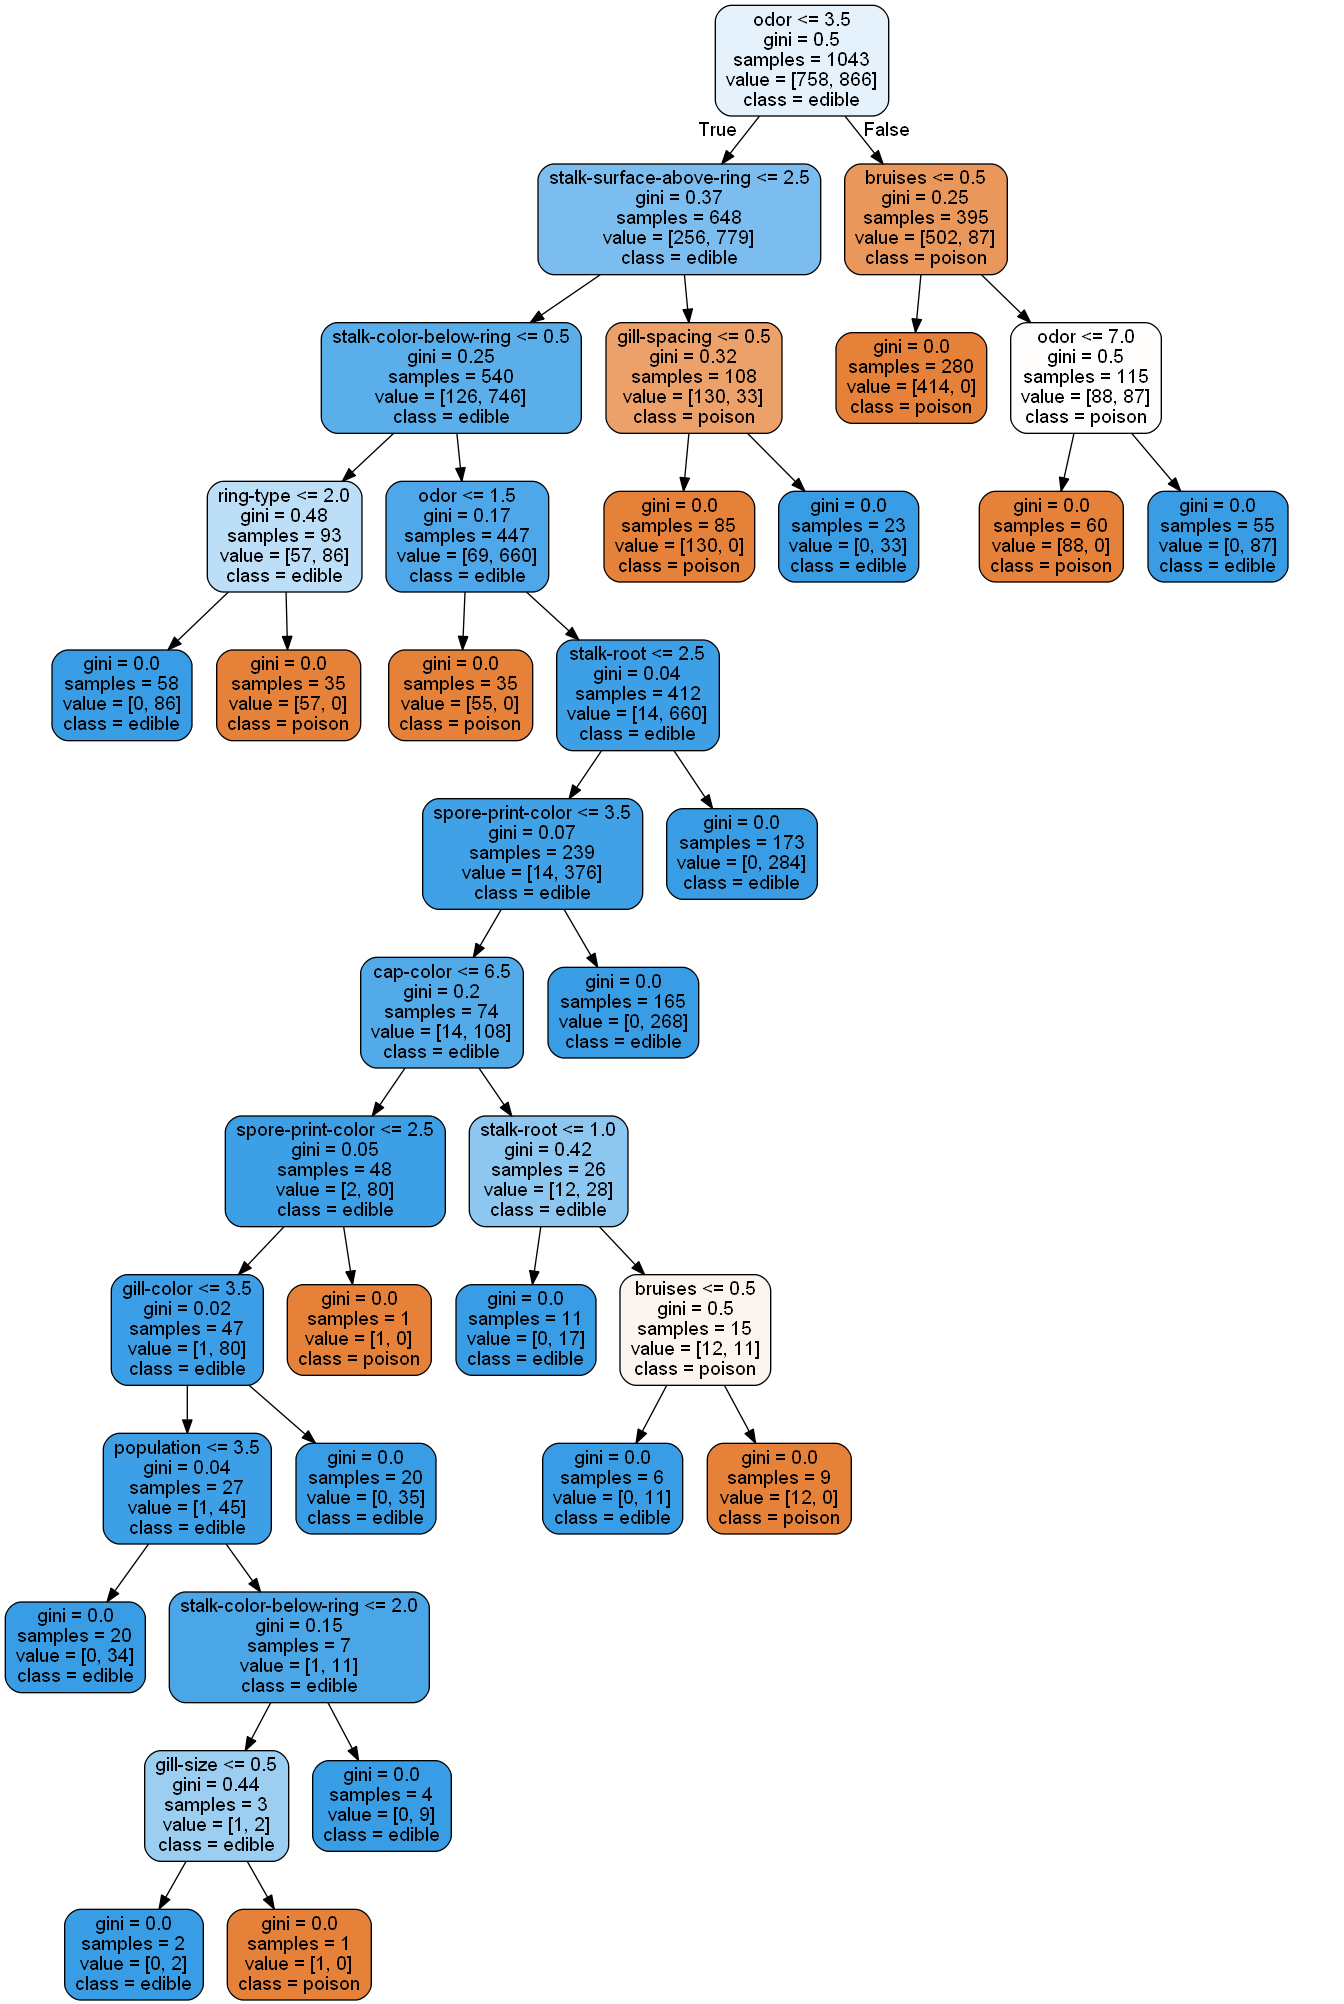 odor <= 3.5
gini = 0.5
samples = 1043
value = [758, 866]
class = edible
True
False
stalk-surface-above-ring <= 2.5
gini = 0.37
samples = 648
value = [256, 779]
class = edible
bruises <= 0.5
gini = 0.25
samples = 395
value = [502, 87]
class = poison
stalk-color-below-ring <= 0.5
gini = 0.25
samples = 540
value = [126, 746]
class = edible
gill-spacing <= 0.5
gini = 0.32
samples = 108
value = [130, 33]
class = poison
gini = 0.0
samples = 280
value = [414, 0]
class = poison
odor <= 7.0
gini = 0.5
samples = 115
value = [88, 87]
class = poison
ring-type <= 2.0
gini = 0.48
samples = 93
value = [57, 86]
class = edible
odor <= 1.5
gini = 0.17
samples = 447
value = [69, 660]
class = edible
gini = 0.0
samples = 85
value = [130, 0]
class = poison
gini = 0.0
samples = 23
value = [0, 33]
class = edible
gini = 0.0
samples = 60
value = [88, 0]
class = poison
gini = 0.0
samples = 55
value = [0, 87]
class = edible
gini = 0.0
samples = 58
value = [0, 86]
class = edible
gini = 0.0
samples = 35
value = [57, 0]
class = poison
gini = 0.0
samples = 35
value = [55, 0]
class = poison
stalk-root <= 2.5
gini = 0.04
samples = 412
value = [14, 660]
class = edible
spore-print-color <= 3.5
gini = 0.07
samples = 239
value = [14, 376]
class = edible
gini = 0.0
samples = 173
value = [0, 284]
class = edible
cap-color <= 6.5
gini = 0.2
samples = 74
value = [14, 108]
class = edible
gini = 0.0
samples = 165
value = [0, 268]
class = edible
spore-print-color <= 2.5
gini = 0.05
samples = 48
value = [2, 80]
class = edible
stalk-root <= 1.0
gini = 0.42
samples = 26
value = [12, 28]
class = edible
gill-color <= 3.5
gini = 0.02
samples = 47
value = [1, 80]
class = edible
gini = 0.0
samples = 1
value = [1, 0]
class = poison
gini = 0.0
samples = 11
value = [0, 17]
class = edible
bruises <= 0.5
gini = 0.5
samples = 15
value = [12, 11]
class = poison
population <= 3.5
gini = 0.04
samples = 27
value = [1, 45]
class = edible
gini = 0.0
samples = 20
value = [0, 35]
class = edible
gini = 0.0
samples = 6
value = [0, 11]
class = edible
gini = 0.0
samples = 9
value = [12, 0]
class = poison
gini = 0.0
samples = 20
value = [0, 34]
class = edible
stalk-color-below-ring <= 2.0
gini = 0.15
samples = 7
value = [1, 11]
class = edible
gill-size <= 0.5
gini = 0.44
samples = 3
value = [1, 2]
class = edible
gini = 0.0
samples = 4
value = [0, 9]
class = edible
gini = 0.0
samples = 2
value = [0, 2]
class = edible
gini = 0.0
samples = 1
value = [1, 0]
class = poison